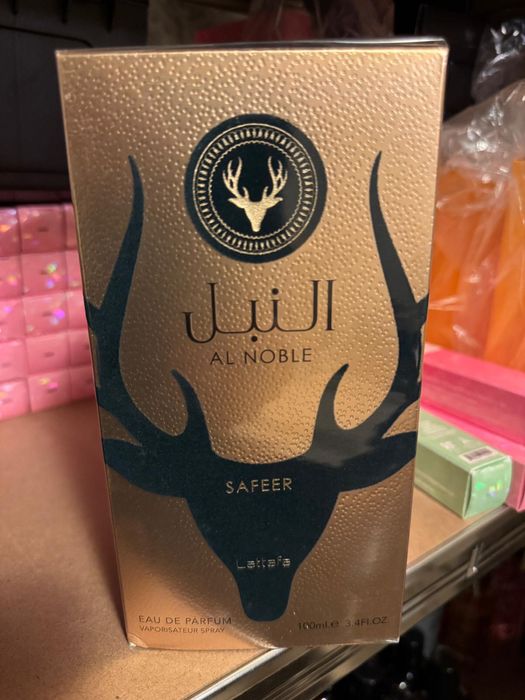 النبل
AL NOBLE
SAFEER
Lattafa
EAU DE PARFUM
VAPORISATEUR SPRAY
100ml.e 3.4FL.OZ.